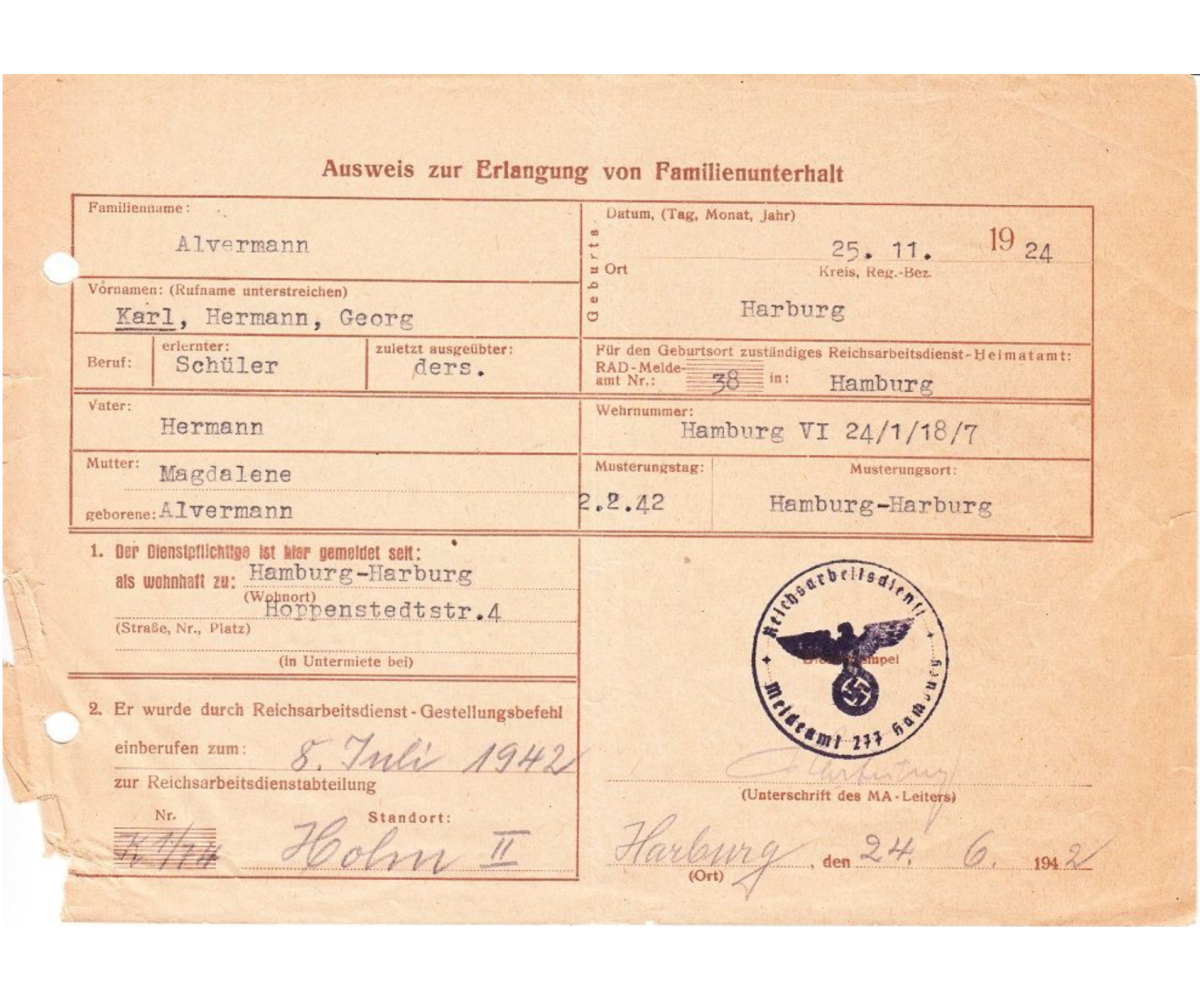 Ausweis zur Erlangung von Familienunterhalt
Familienname:
Alvermann
Vornamen: (Rufname unterstreichen)
Karl, Hermann, Georg
Beruf:
erlernter:
Schüler
zuletzt ausgeübter:
ders.
Geburts
Datum, (Tag, Monat, Jahr)
25. 11. 19 24
Ort
Kreis, Reg.-Bez.
Harburg
Für den Geburtsort zuständiges Reichsarbeitsdienst-Heimatamt:
RAD-Melde-
amt Nr.: 38 in: Hamburg
Vater:
Hermann
Wehrnummer:
Hamburg VI 24/1/18/7
Mutter:
Magdalene
geborene: Alvermann
Musterungstag:
2.2.42
Musterungsort:
Hamburg-Harburg
1. Der Dienstpflichtige ist hier gemeldet seit:
als wohnhaft zu: Hamburg-Harburg
(Wohnort)
Hoppenstedtstr.4
(Straße, Nr., Platz)
(in Untermiete bei)
2. Er wurde durch Reichsarbeitsdienst-Gestellungsbefehl
einberufen zum: 8. Juli 1942
zur Reichsarbeitsdienstabteilung
Nr.
K 1/74
Standort:
Holm II
Reichsarbeitsdienst
Meldeamt 277 Hamburg
(Unterschrift des MA-Leiters)
Harburg, den 24. 6. 1942
(Ort)